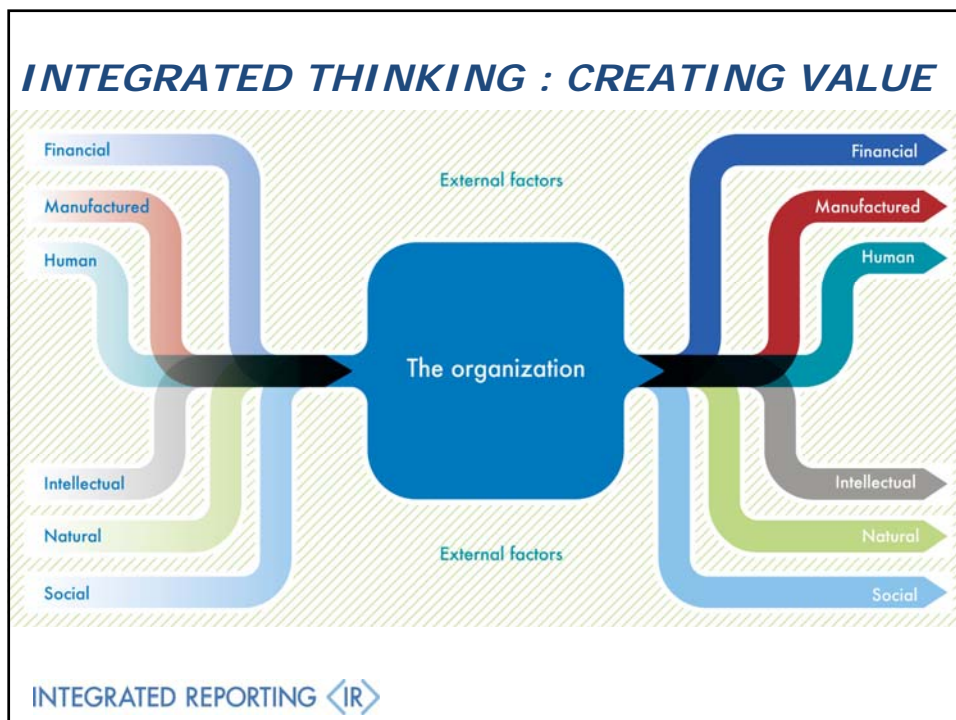 INTEGRATED THINKING : CREATING VALUE
Financial
Manufactured
Human
Intellectual
Natural
Social
External factors
The organization
External factors
Financial
Manufactured
Human
Intellectual
Natural
Social
INTEGRATED REPORTING <IR>